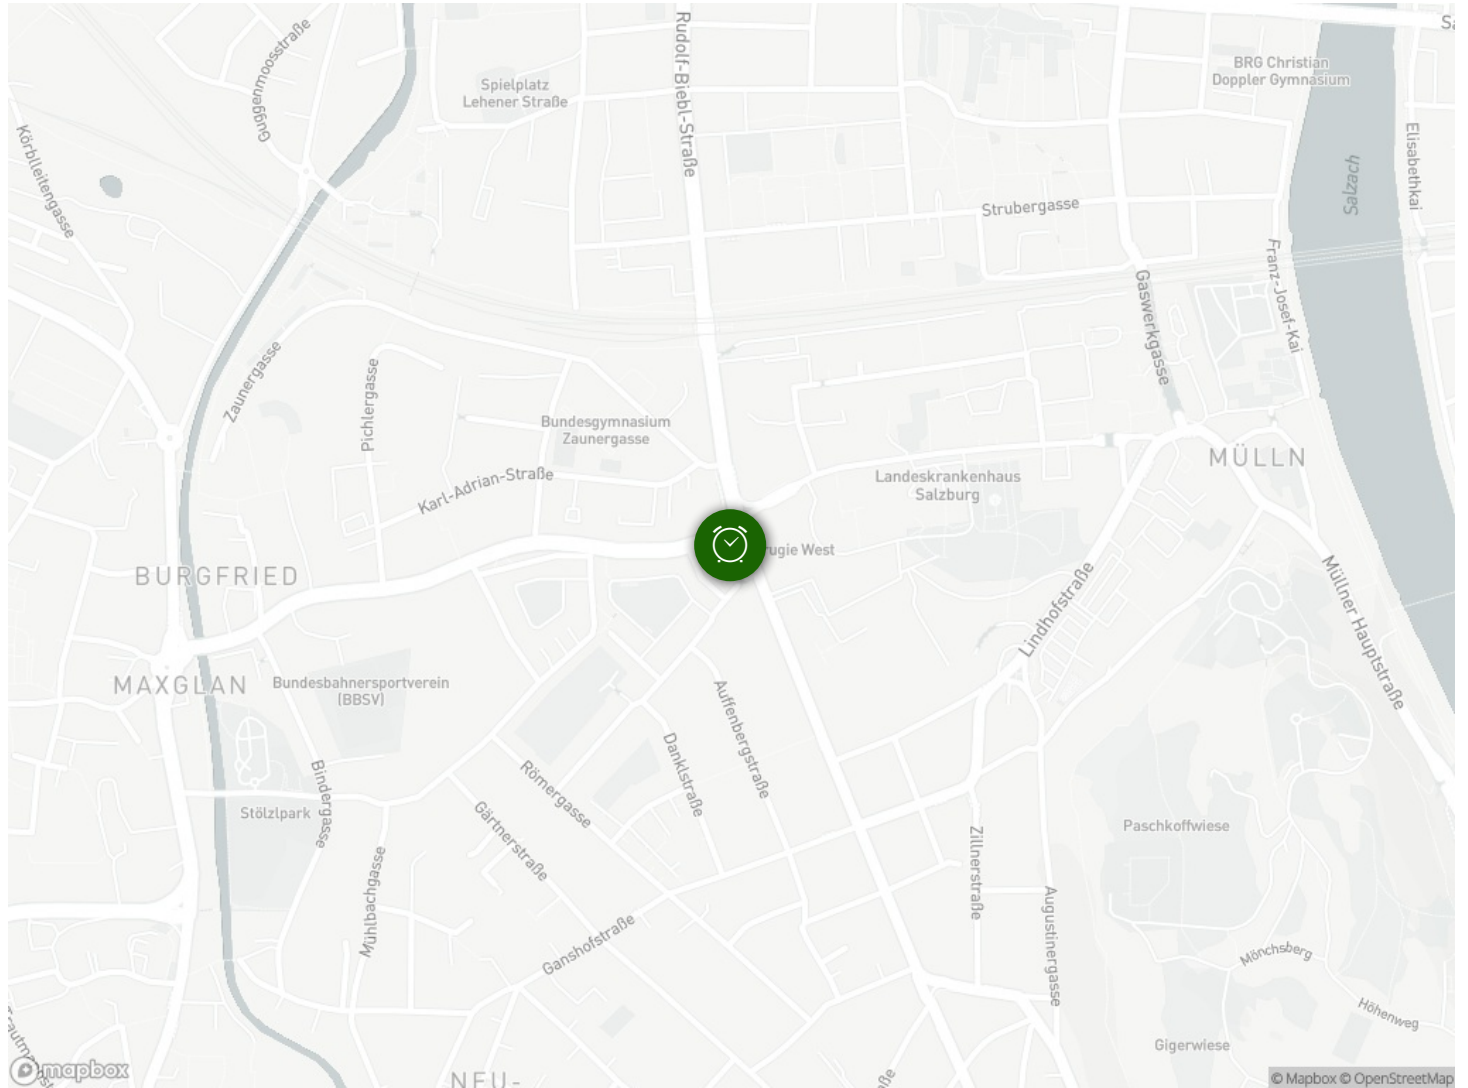 Rudolf-Biebl-Straße
Guggenmoosstraße
Spielplatz
Lehener Straße
BRG Christian
Doppler Gymnasium
Körblleitengasse
Elisabethkai
Salzach
Strubergasse
Franz-Josef-Kai
Gaswerkgasse
Zaunergasse
Pichlergasse
Bundesgymnasium
Zaunergasse
Karl-Adrian-Straße
Landeskrankenhaus
Salzburg
MÜLLN
West
BURGFRIED
Lindhofstraße
Müllner Hauptstraße
MAXGLAN
Bundesbahnersportverein
(BBSV)
Auffenbergstraße
Danklstraße
Römergasse
Bindergasse
Stölzlpark
Gärtnerstraße
Paschkoffwiese
Zillnerstraße
Mühlbachgasse
Augustinergasse
Ganshofstraße
Mönchsberg
Höhenweg
Gigerwiese
NEU-
mapbox
© Mapbox © OpenStreetMap